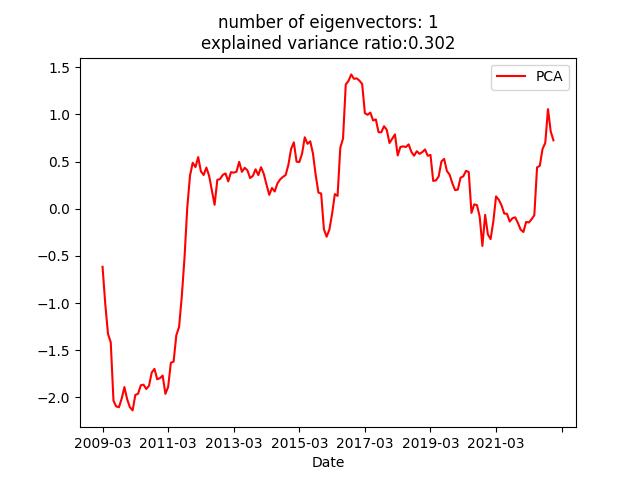 number of eigenvectors: 1
explained variance ratio:0.302
PCA
1.5
1.0
0.5
0.0
−0.5
−1.0
−1.5
−2.0
2009-03 2011-03 2013-03 2015-03 2017-03 2019-03 2021-03
Date